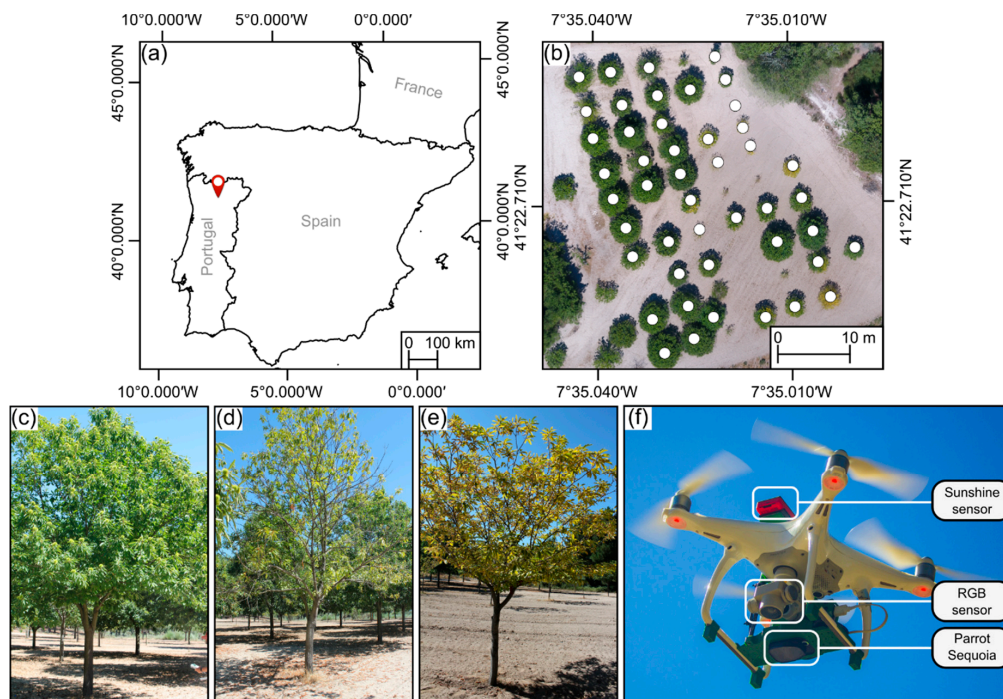 10°0.000'W 5°0.000'W 0°0.000'
7°35.040'W 7°35.010'W
(a)
45°0.000'N
40°0.000'N
France
Portugal
Spain
0 100 km
45°0.000'N
40°0.000'N
10°0.000'W 5°0.000'W 0°0.000'
(b)
41°22.710'N
41°22.710'N
0 10 m
7°35.040'W 7°35.010'W
(c)
(d)
(e)
(f)
Sunshine
sensor
RGB
sensor
Parrot
Sequoia